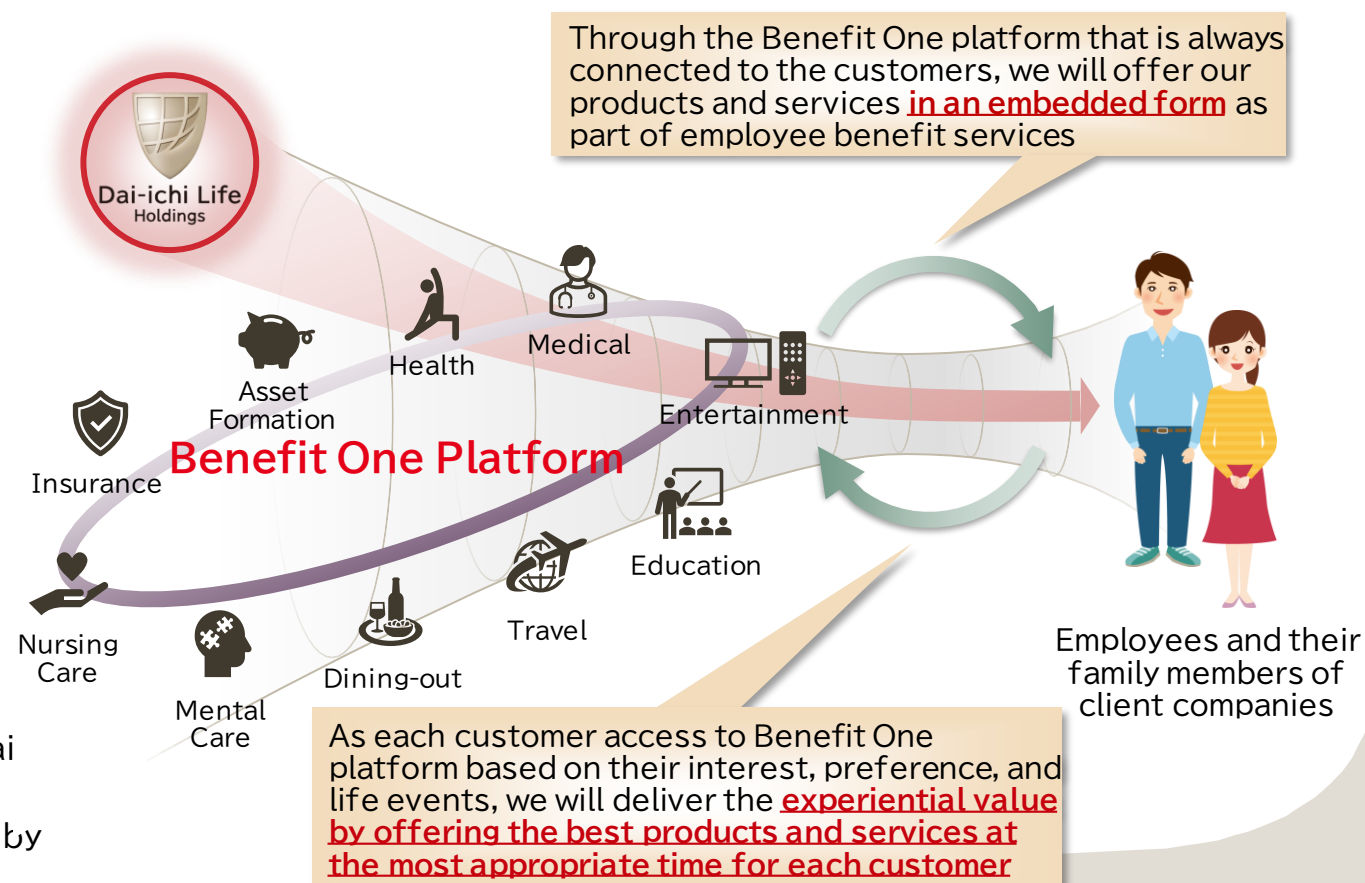 Through the Benefit One platform that is always
connected to the customers, we will offer our
products and services in an embedded form as
part of employee benefit services
Dai-ichi Life
Holdings
Medical
Health
Asset
Formation
Entertainment
Benefit One Platform
Insurance
Education
Travel
Nursing
Care
Dining-out
Mental
Care
Employees and their
family members of
client companies
ai
by
As each customer access to Benefit One
platform based on their interest, preference, and
life events, we will deliver the experiential value
by offering the best products and services at
the most appropriate time for each customer